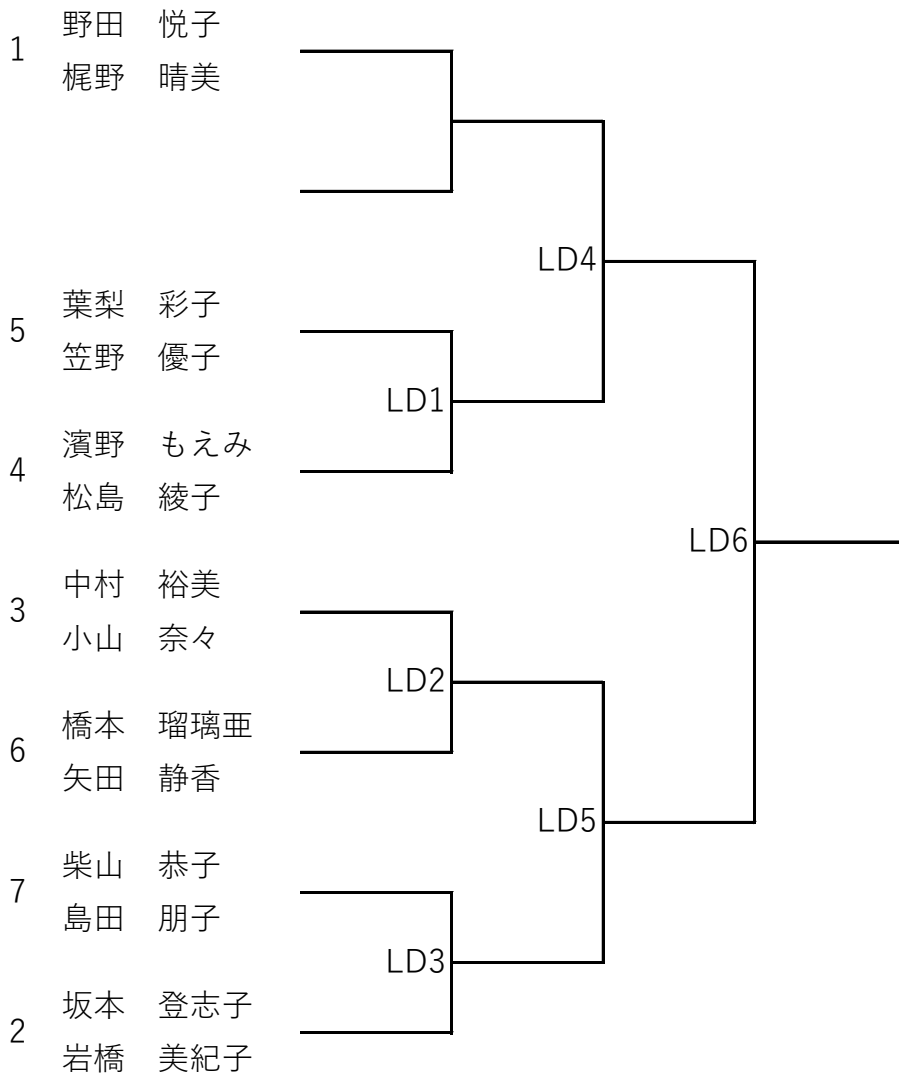 1
野田　悦子
梶野　晴美
LD4
5
葉梨　彩子
笠野　優子
LD1
4
濱野　もえみ
松島　綾子
LD6
3
中村　裕美
小山　奈々
LD2
6
橋本　瑠璃亜
矢田　静香
LD5
7
柴山　恭子
島田　朋子
LD3
2
坂本　登志子
岩橋　美紀子